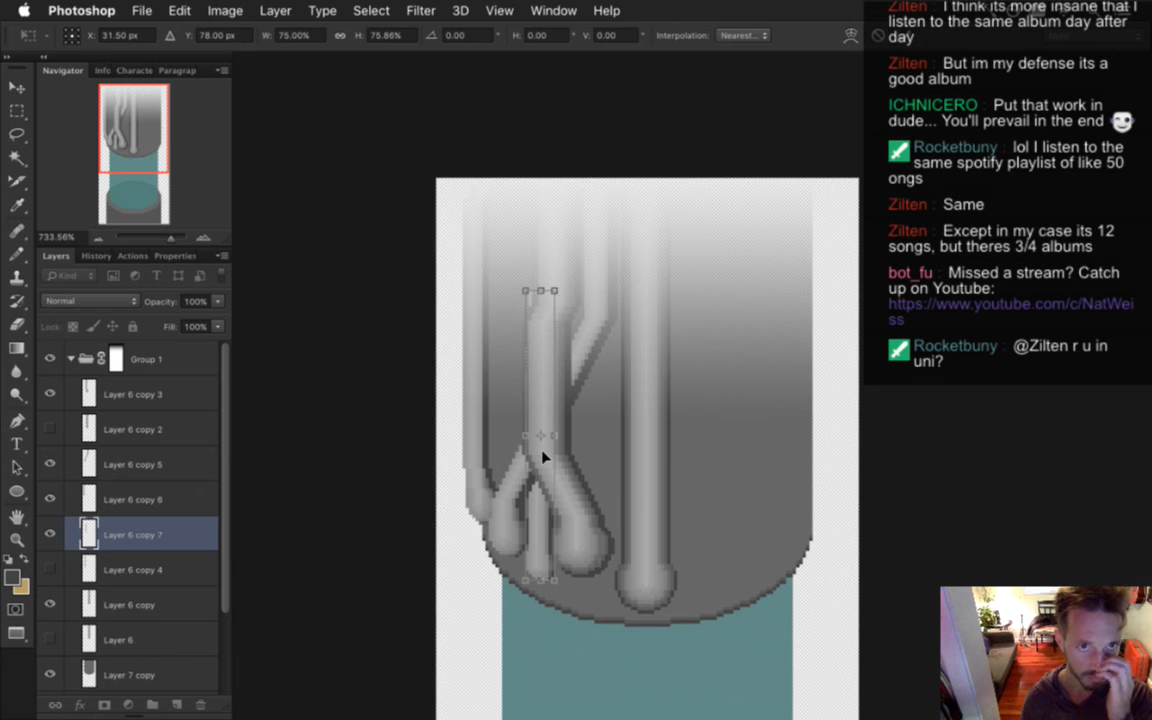 Photoshop File Edit Image Layer Type Select Filter 3D View Window Help
X: 31.50 px Y: 78.00 px W: 75.00% H: 75.86% 0.00 ° H: 0.00 ° V: 0.00 ° Interpolation: Nearest...
Navigator Info Characte Paragrap
733.56%
Layers History Actions Properties
Kind
Normal Opacity: 100%
Lock: Fill: 100%
Group 1
Layer 6 copy 3
Layer 6 copy 2
Layer 6 copy 5
Layer 6 copy 6
Layer 6 copy 7
Layer 6 copy 4
Layer 6 copy
Layer 6
Layer 7 copy
fx
Zilten : I think its more insane that I
listen to the same album day after
day
Zilten : But im my defense its a
good album
ICHNICERO : Put that work in
dude... You'll prevail in the end
Rocketbuny : lol I listen to the
same spotify playlist of like 50
ongs
Zilten : Same
Zilten : Except in my case its 12
songs, but theres 3/4 albums
bot_fu : Missed a stream? Catch
up on Youtube:
https://www.youtube.com/c/NatWei
ss
Rocketbuny : @Zilten r u in
uni?